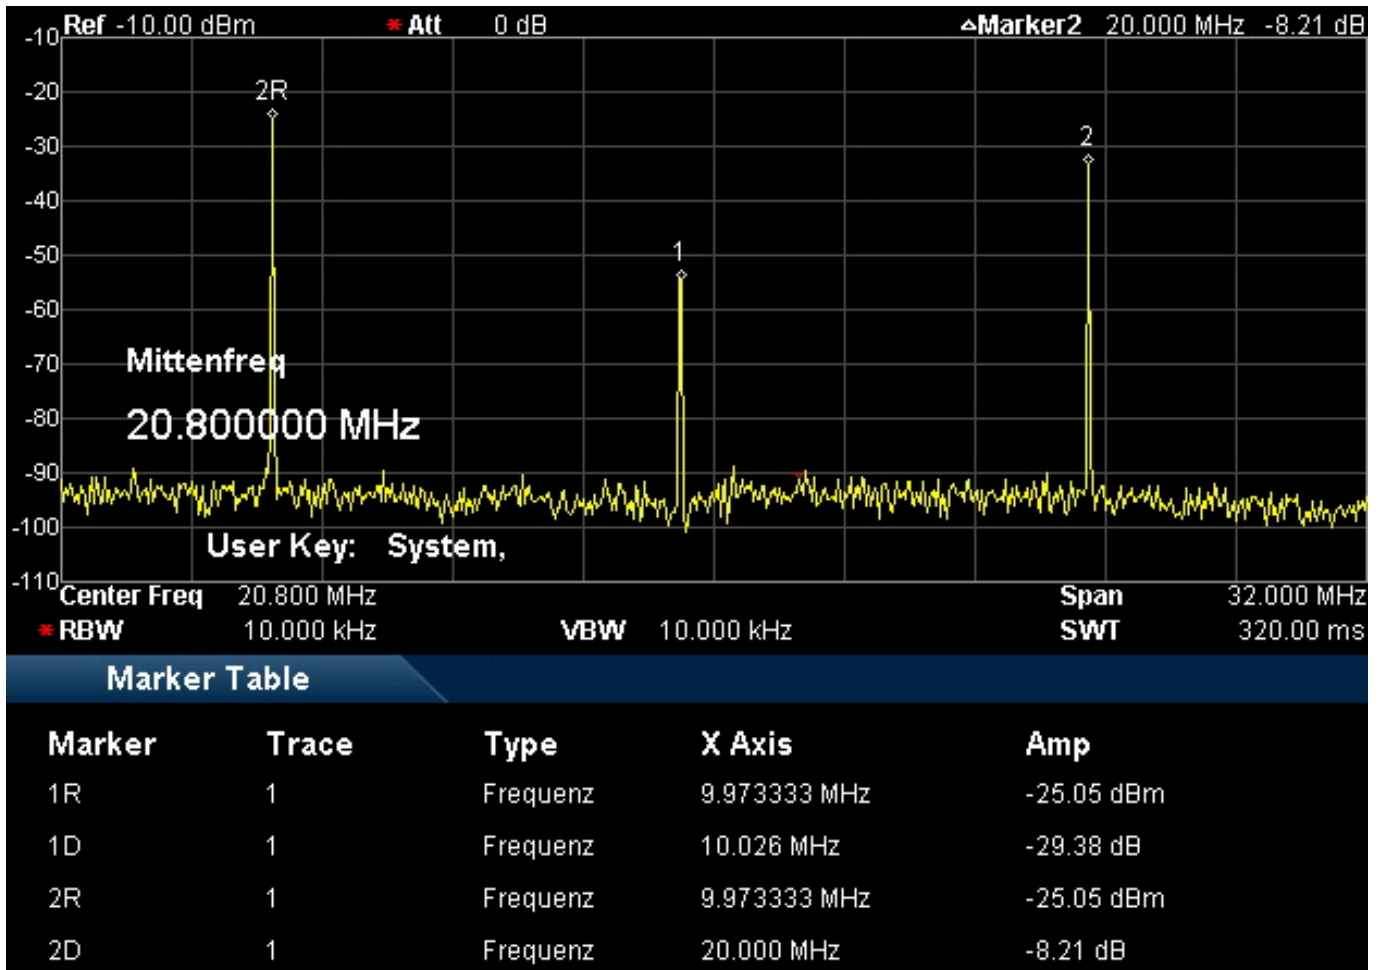 Ref -10.00 dBm * Att 0 dB ▵Marker2 20.000 MHz -8.21 dB
-10
-20
2R
-30
2
-40
-50
1
-60
-70
Mittenfreq
-80
20.800000 MHz
-90
-100
User Key: System,
-110
Center Freq 20.800 MHz Span 32.000 MHz
* RBW 10.000 kHz VBW 10.000 kHz SWT 320.00 ms
Marker Table
Marker Trace Type X Axis Amp
1R 1 Frequenz 9.973333 MHz -25.05 dBm
1D 1 Frequenz 10.026 MHz -29.38 dB
2R 1 Frequenz 9.973333 MHz -25.05 dBm
2D 1 Frequenz 20.000 MHz -8.21 dB